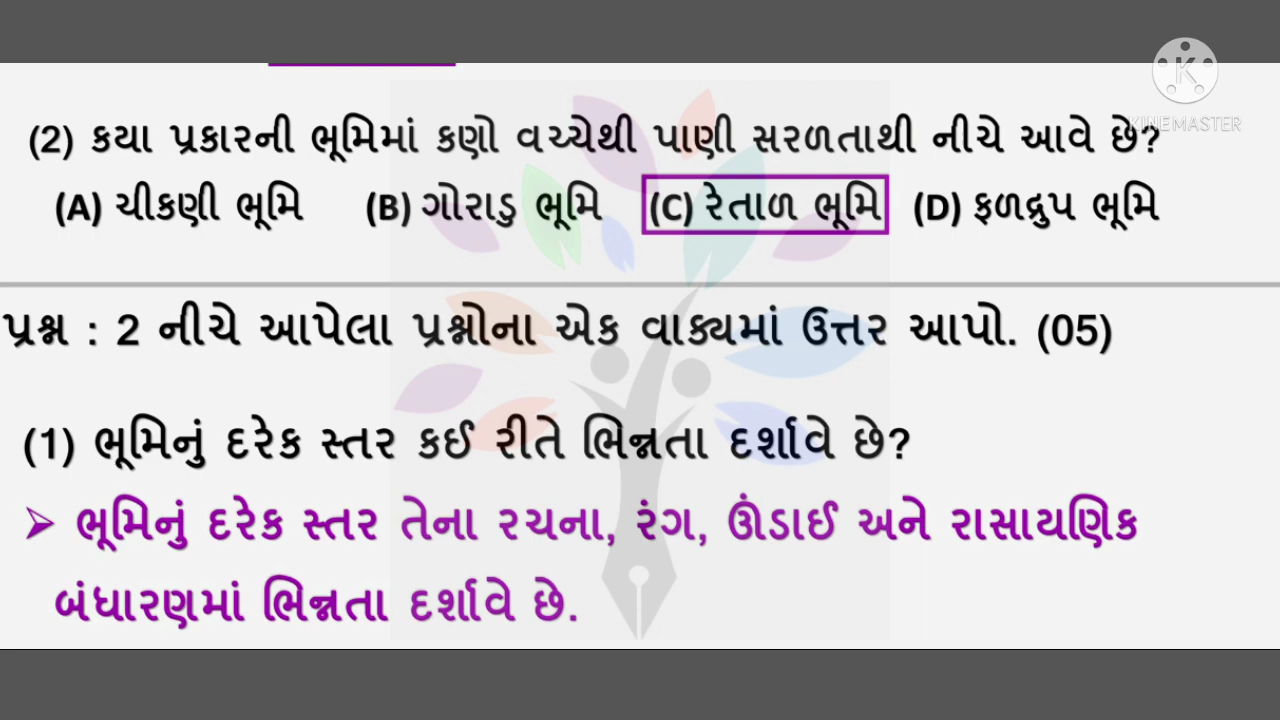 KINEMASTER
(2) કયા પ્રકારની ભૂમિમાં કણો વચ્ચેથી પાણી સરળતાથી નીચે આવે છે?
(A) ચીકણી ભૂમિ (B) ગોરાડુ ભૂમિ (C) રેતાળ ભૂમિ (D) ફળદ્રુપ ભૂમિ
પ્રશ્ન : 2 નીચે આપેલા પ્રશ્નોના એક વાક્યમાં ઉત્તર આપો. (05)
(1) ભૂમિનું દરેક સ્તર કઈ રીતે ભિન્નતા દર્શાવે છે?
➢ ભૂમિનું દરેક સ્તર તેના રચના, રંગ, ઊંડાઈ અને રાસાયણિક
બંધારણમાં ભિન્નતા દર્શાવે છે.